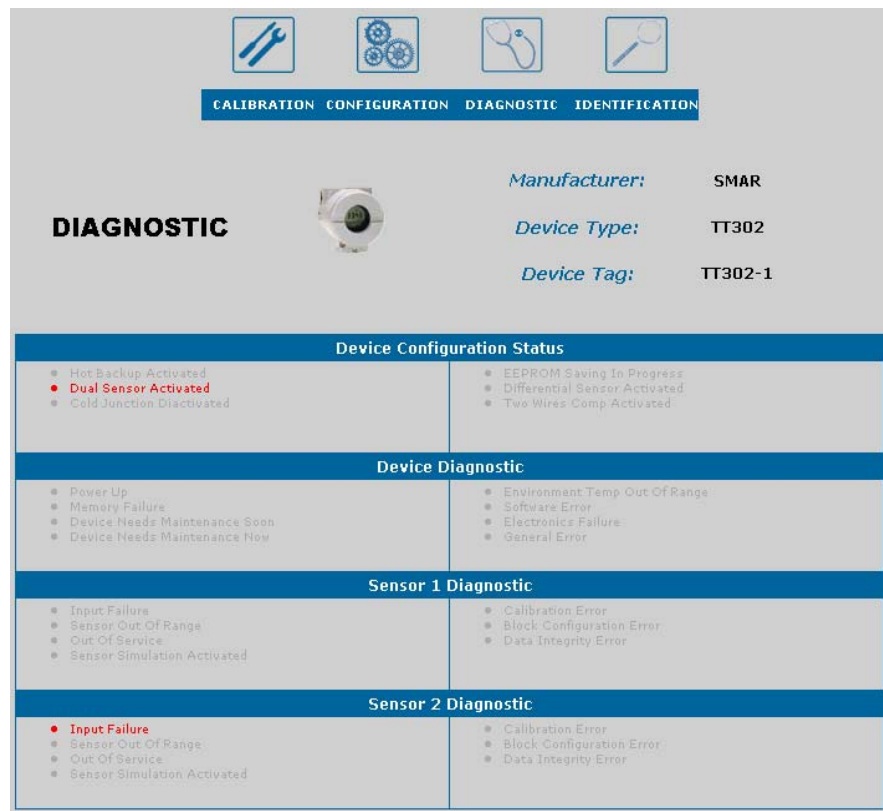 CALIBRATION CONFIGURATION DIAGNOSTIC IDENTIFICATION
DIAGNOSTIC
Manufacturer: SMAR
Device Type: TT302
Device Tag: TT302-1
Device Configuration Status
Hot Backup Activated
Dual Sensor Activated
Cold Junction Diactivated
EEPROM Saving In Progress
Differential Sensor Activated
Two Wires Comp Activated
Device Diagnostic
Power Up
Memory Failure
Device Needs Maintenance Soon
Device Needs Maintenance Now
Environment Temp Out Of Range
Software Error
Electronics Failure
General Error
Sensor 1 Diagnostic
Input Failure
Sensor Out Of Range
Out Of Service
Sensor Simulation Activated
Calibration Error
Block Configuration Error
Data Integrity Error
Sensor 2 Diagnostic
Input Failure
Sensor Out Of Range
Out Of Service
Sensor Simulation Activated
Calibration Error
Block Configuration Error
Data Integrity Error